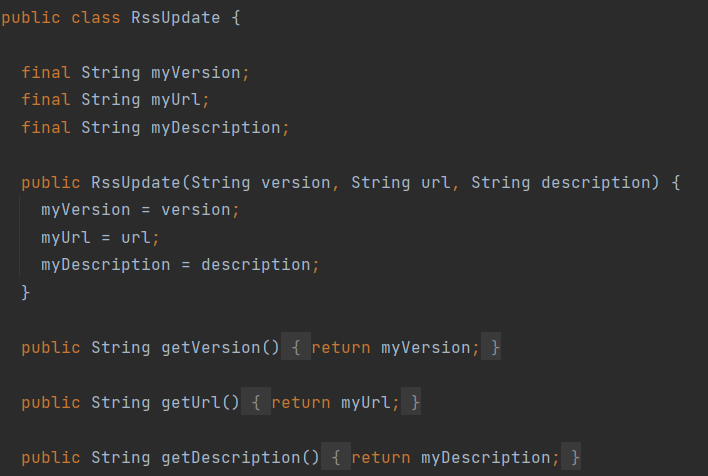 public class RssUpdate {
final String myVersion;
final String myUrl;
final String myDescription;
public RssUpdate(String version, String url, String description) {
myVersion = version;
myUrl = url;
myDescription = description;
}
public String getVersion() { return myVersion; }
public String getUrl() { return myUrl; }
public String getDescription() { return myDescription; }